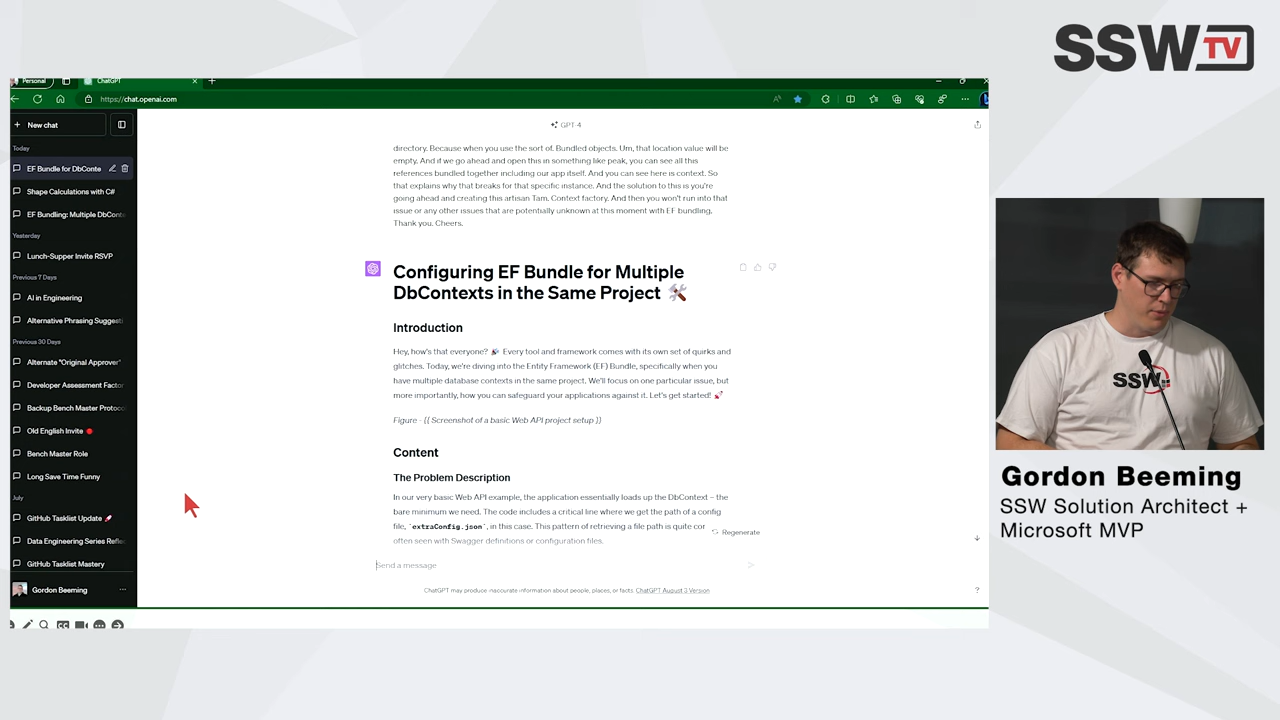 SSW TV
Personal
ChatGPT
https://chat.openai.com
New chat
GPT-4
Today
EF Bundle for DbConte
Shape Calculations with C#
EF Bundling: Multiple DbConte
Yesterday
Lunch-Supper Invite RSVP
Previous 7 Days
AI in Engineering
Alternative Phrasing Suggesti
Previous 30 Days
Alternate "Original Approver"
Developer Assessment Factor
Backup Bench Master Protoco
Old English Invite
Bench Master Role
Long Save Time Funny
July
GitHub Tasklist Update
Data Engineering Series Refle
GitHub Tasklist Mastery
Gordon Beeming
directory. Because when you use the sort of. Bundled objects. Um, that location value will be
empty. And if we go ahead and open this in something like peak, you can see all this
references bundled together including our app itself. And you can see here is context. So
that explains why that breaks for that specific instance. And the solution to this is you're
going ahead and creating this artisan Tam. Context factory. And then you won't run into that
issue or any other issues that are potentially unknown at this moment with EF bundling.
Thank you. Cheers.
Configuring EF Bundle for Multiple
DbContexts in the Same Project 🛠️
Introduction
Hey, how's that everyone? 🎉 Every tool and framework comes with its own set of quirks and
glitches. Today, we're diving into the Entity Framework (EF) Bundle, specifically when you
have multiple database contexts in the same project. We'll focus on one particular issue, but
more importantly, how you can safeguard your applications against it. Let's get started! 🚀
Figure - {{ Screenshot of a basic Web API project setup }}
Content
The Problem Description
In our very basic Web API example, the application essentially loads up the DbContext – the
bare minimum we need. The code includes a critical line where we get the path of a config
file, `extraConfig.json`, in this case. This pattern of retrieving a file path is quite cor
often seen with Swagger definitions or configuration files.
Regenerate
Send a message
ChatGPT may produce inaccurate information about people, places, or facts. ChatGPT August 3 Version
?
SSW
Gordon Beeming
SSW Solution Architect +
Microsoft MVP